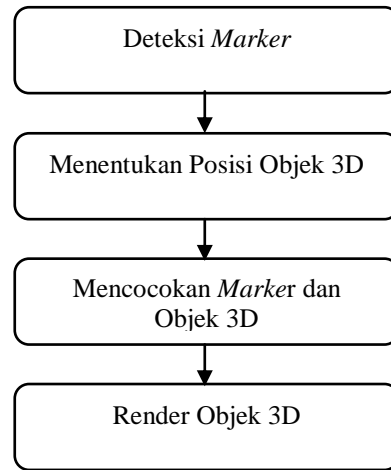 Deteksi Marker
Menentukan Posisi Objek 3D
Mencocokan Marker dan
Objek 3D
Render Objek 3D